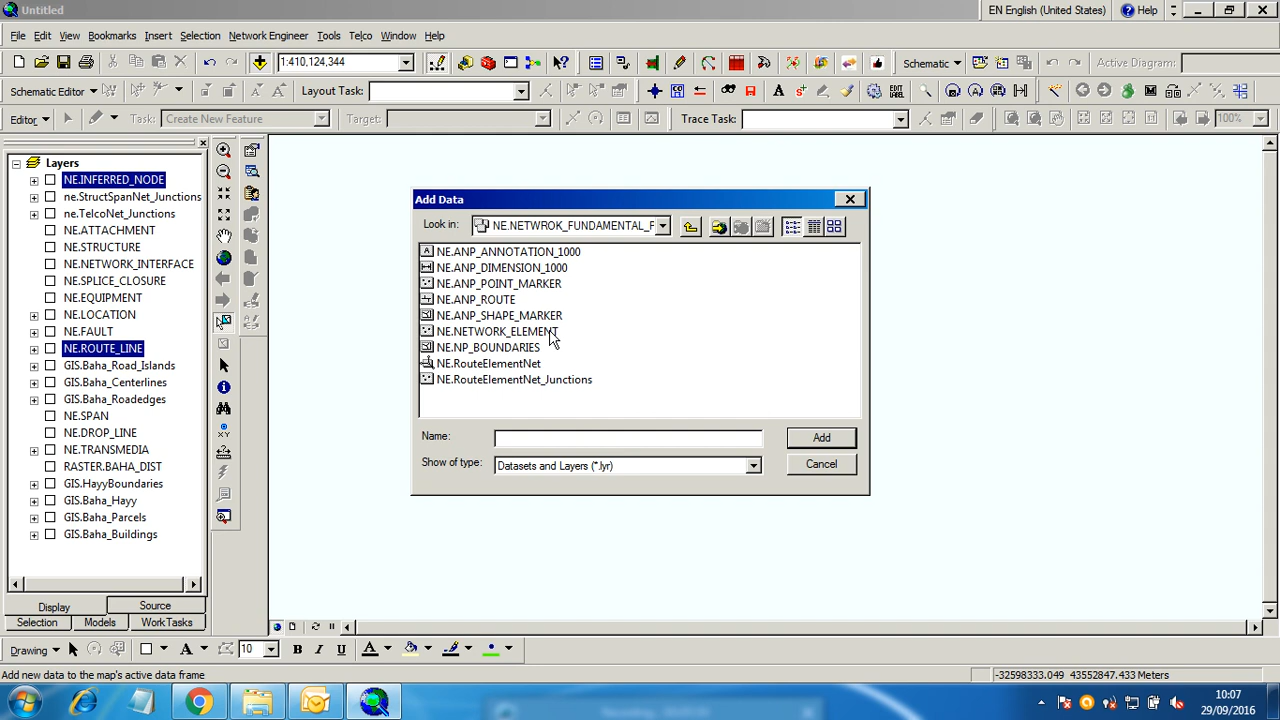 Untitled
EN English (United States)
Help
File Edit View Bookmarks Insert Selection Network Engineer Tools Telco Window Help
1:410,124,344
Schematic
Active Diagram:
Schematic Editor
Layout Task:
EDIT LABEL
Editor
Task: Create New Feature
Target:
Trace Task:
100%
Layers
NE.INFERRED_NODE
ne.StructSpanNet_Junctions
ne.TelcoNet_Junctions
NE.ATTACHMENT
NE.STRUCTURE
NE.NETWORK_INTERFACE
NE.SPLICE_CLOSURE
NE.EQUIPMENT
NE.LOCATION
NE.FAULT
NE.ROUTE_LINE
GIS.Baha_Road_Islands
GIS.Baha_Centerlines
GIS.Baha_Roadedges
NE.SPAN
NE.DROP_LINE
NE.TRANSMEDIA
RASTER.BAHA_DIST
GIS.HayyBoundaries
GIS.Baha_Hayy
GIS.Baha_Parcels
GIS.Baha_Buildings
Display Source
Selection Models WorkTasks
Add Data
Look in: NE.NETWROK_FUNDAMENTAL_F
NE.ANP_ANNOTATION_1000
NE.ANP_DIMENSION_1000
NE.ANP_POINT_MARKER
NE.ANP_ROUTE
NE.ANP_SHAPE_MARKER
NE.NETWORK_ELEMENT
NE.NP_BOUNDARIES
NE.RouteElementNet
NE.RouteElementNet_Junctions
Name:
Add
Show of type: Datasets and Layers (*.lyr)
Cancel
Drawing A 10 B I U A
Add new data to the map's active data frame
-32598333.049 43552847.433 Meters
10:07
29/09/2016